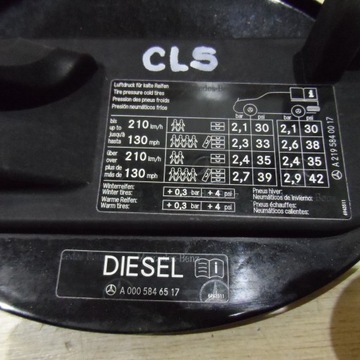 CLS
Luftdruck für kalte Reifen
Tire pressure cold tires
Pression des pneus froids
Presión neumáticos fríos
bar psi bar psi
bis up to jusqu'à hasta 210 km/h 130 mph
2,1 30 2,1 30
2,3 33 2,6 38
über over plus de más de 210 km/h 130 mph
2,4 35 2,4 35
2,7 39 2,9 42
Winterreifen:
Winter tires: + 0,3 bar + 4 psi
Pneus hiver:
Neumáticos de invierno:
Warme Reifen:
Warm tires: + 0,3 bar + 4 psi
Pneus échauffés:
Neumáticos calientes:
A 219 584 00 17
DIESEL
A 000 584 65 17